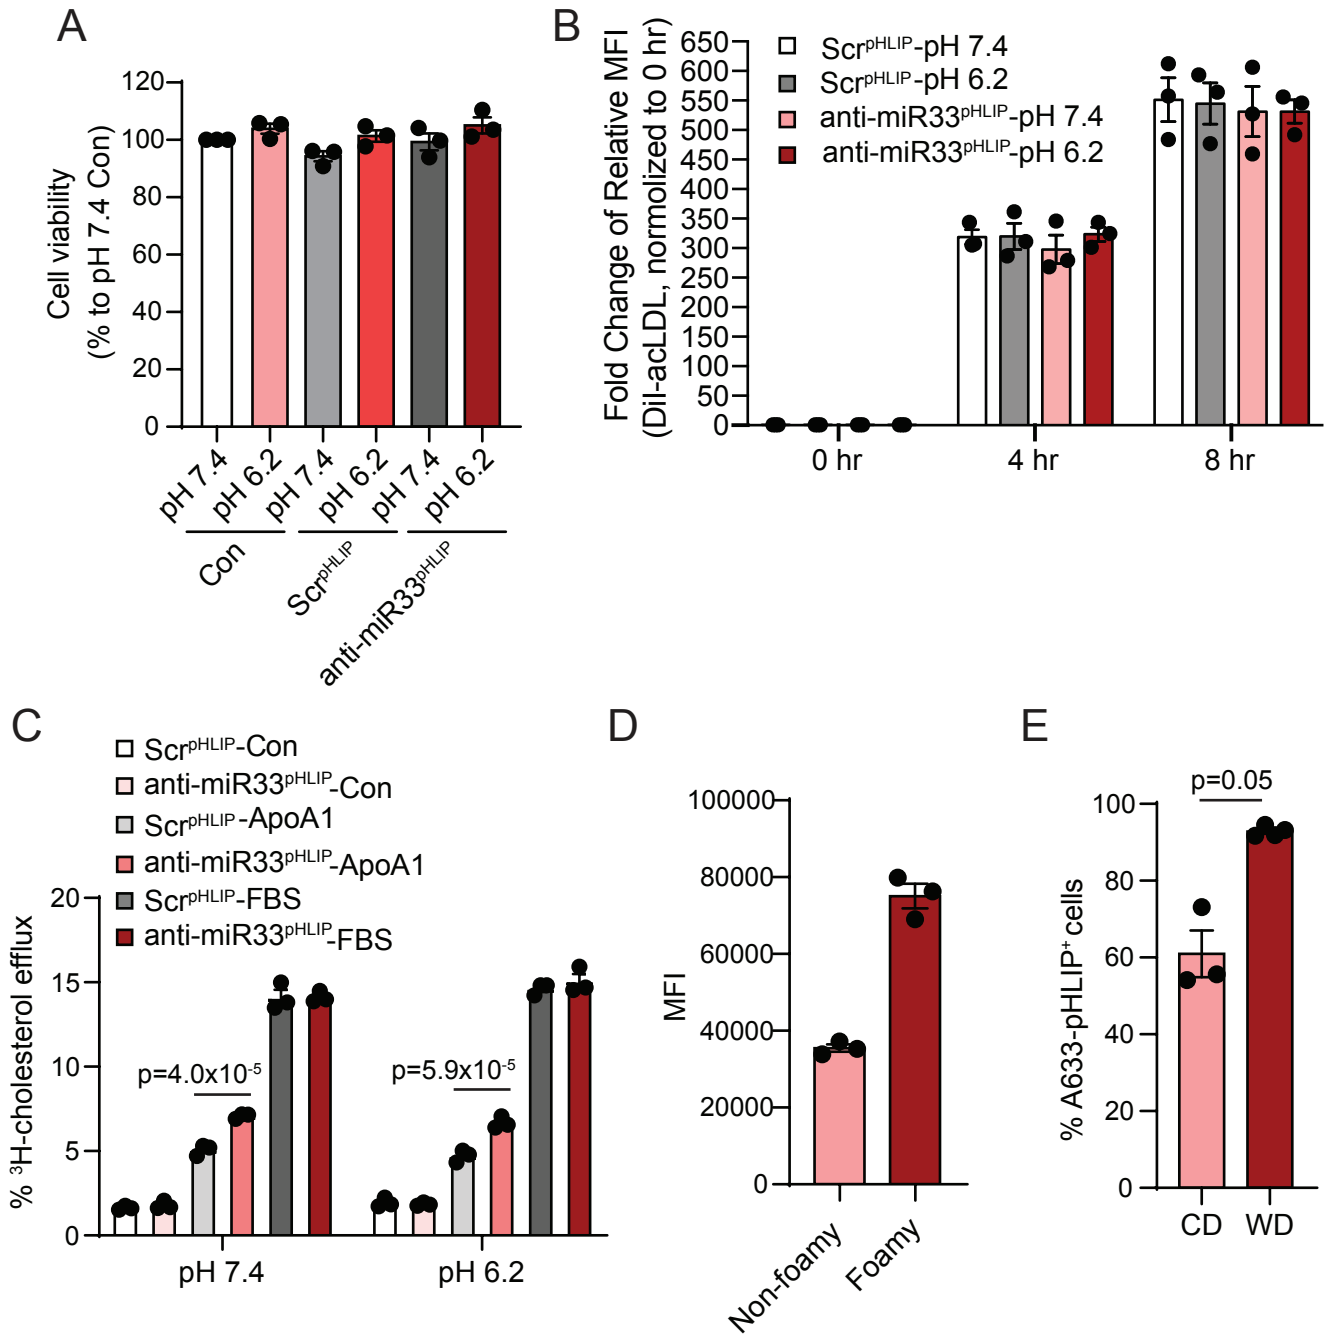 A
Cell viability
(% to pH 7.4 Con)
120
100
80
60
40
20
0
pH 7.4
pH 6.2
pH 7.4
pH 6.2
pH 7.4
pH 6.2
Con
ScrpHLIP
anti-miR33pHLIP
B
Fold Change of Relative MFI
(Dil-acLDL, normolized to 0 hr)
650
600
550
500
450
400
350
300
250
200
150
100
50
0
ScrpHLIP-pH 7.4
ScrpHLIP-pH 6.2
anti-miR33pHLIP-pH 7.4
anti-miR33pHLIP-pH 6.2
0 hr
4 hr
8 hr
C
ScrpHLIP-Con
anti-miR33pHLIP-Con
ScrpHLIP-ApoA1
anti-miR33pHLIP-ApoA1
ScrpHLIP-FBS
anti-miR33pHLIP-FBS
% 3H-cholesterol efflux
20
15
10
5
0
p=4.0x10-5
p=5.9x10-5
pH 7.4
pH 6.2
D
MFI
100000
80000
60000
40000
20000
0
Non-foamy
Foamy
E
% A633-pHLIP+ cells
p=0.05
100
80
60
40
20
0
CD
WD